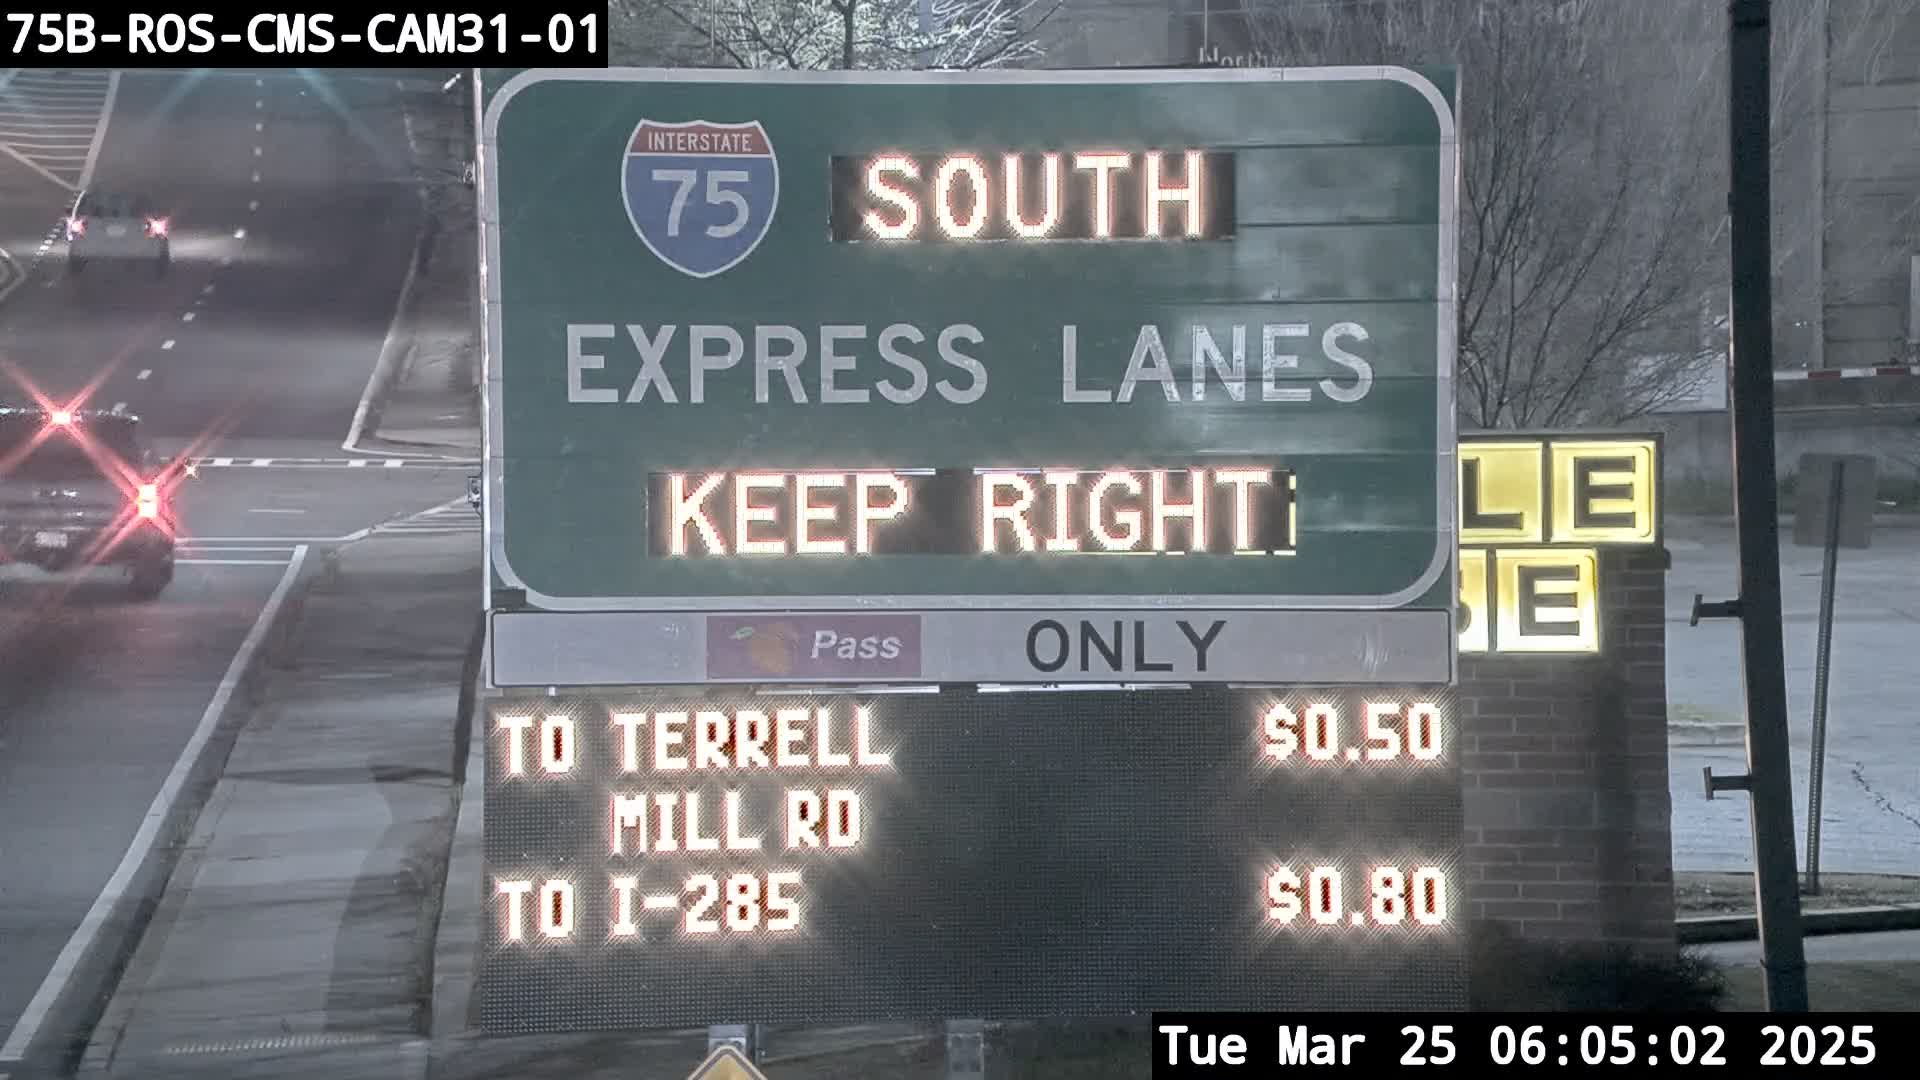 75B-ROS-CMS-CAM31-01
INTERSTATE
75
SOUTH
EXPRESS LANES
KEEP RIGHT
Pass ONLY
TO TERRELL $0.50
MILL RD
TO I-285 $0.80
LE
E
Tue Mar 25 06:05:02 2025